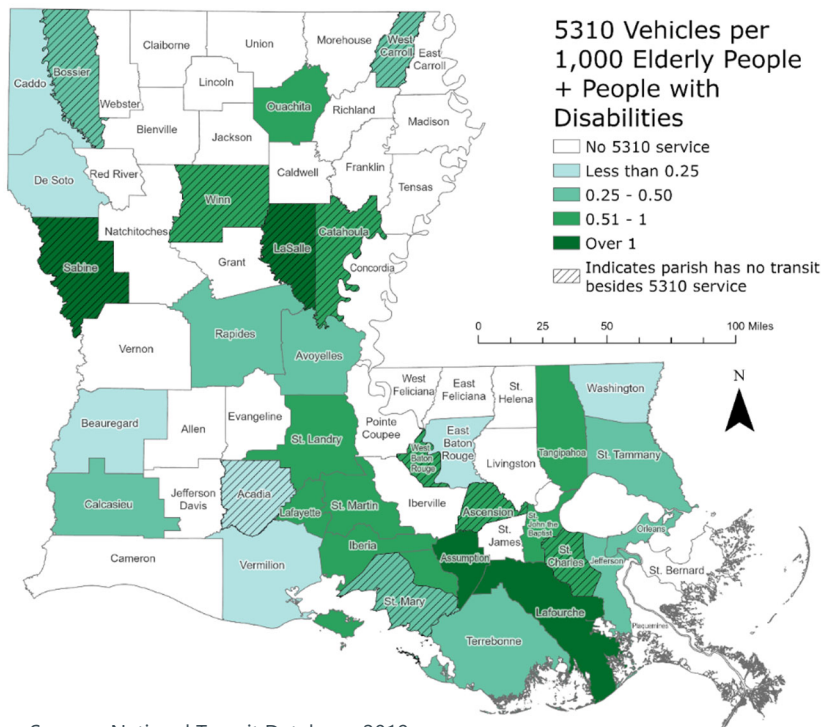 5310 Vehicles per
1,000 Elderly People
+ People with
Disabilities
No 5310 service
Less than 0.25
0.25 - 0.50
0.51 - 1
Over 1
Indicates parish has no transit
besides 5310 service
0 25 50 100 Miles
N
Caddo
Bossier
Webster
Claiborne
Union
Morehouse
West
Carroll
East
Carroll
Lincoln
Ouachita
Richland
Madison
Bienville
Jackson
De Soto
Red River
Caldwell
Franklin
Tensas
Winn
Natchitoches
Sabine
Grant
LaSalle
Catahoula
Concordia
Vernon
Rapides
Avoyelles
West
Feliciana
East
Feliciana
St.
Helena
Washington
Beauregard
Allen
Evangeline
St. Landry
Pointe
Coupee
West
Baton
Rouge
East
Baton
Rouge
Livingston
Tangipahoa
St. Tammany
Calcasieu
Jefferson
Davis
Acadia
Lafayette
St. Martin
Iberville
Ascension
St.
James
St.
John the
Baptist
St.
Charles
Jefferson
Orleans
St. Bernard
Cameron
Vermilion
Iberia
St. Mary
Assumption
Lafourche
Terrebonne
Plaquemines